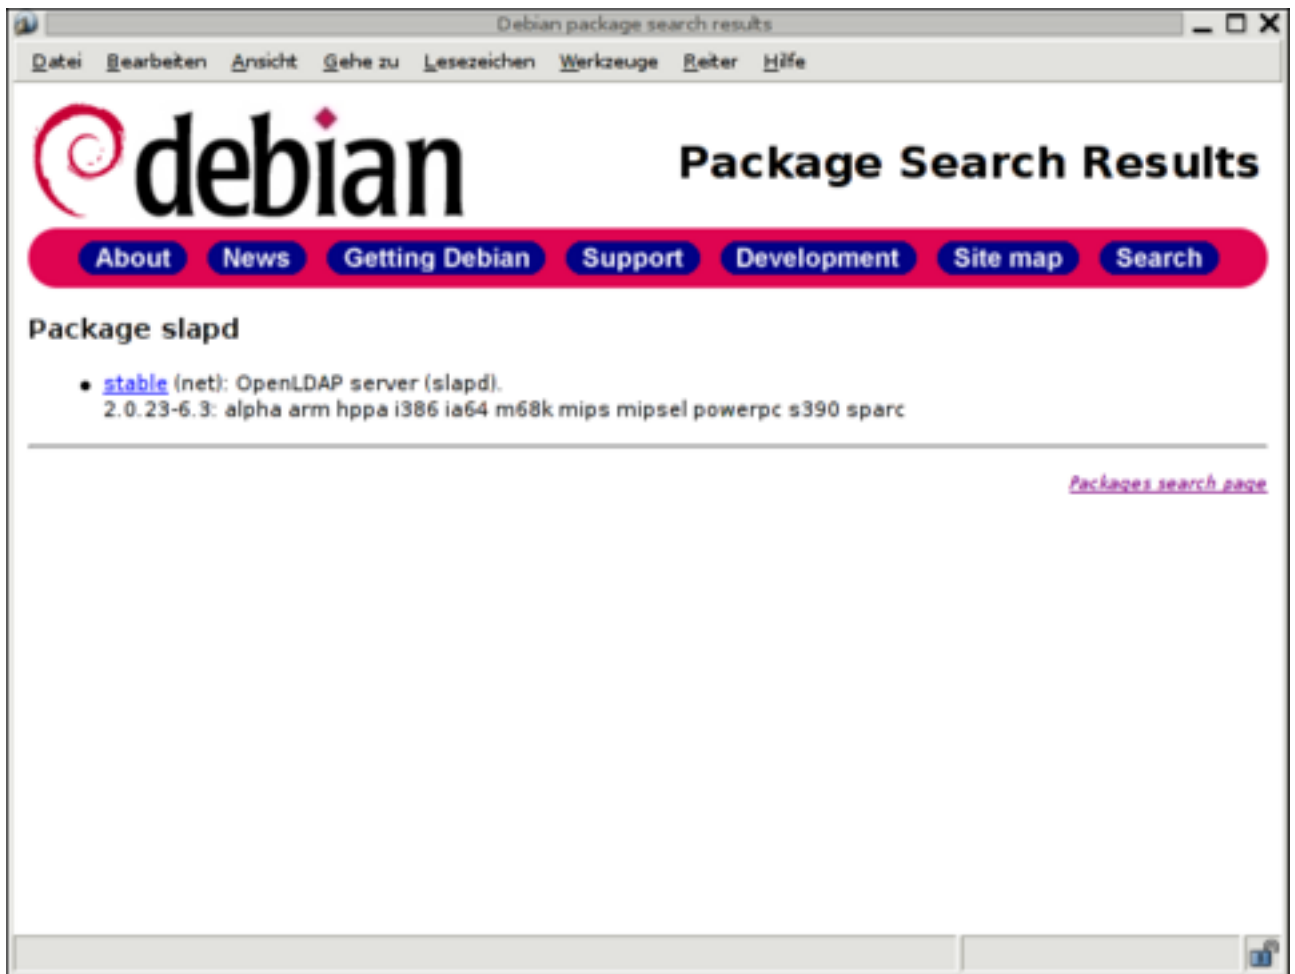 Debian package search results
Datei Bearbeiten Ansicht Gehe zu Lesezeichen Werkzeuge Reiter Hilfe
debian
Package Search Results
About News Getting Debian Support Development Site map Search
Package slapd
stable (net): OpenLDAP server (slapd).
2.0.23-6.3: alpha arm hppa i386 ia64 m68k mips mipsel powerpc s390 sparc
Packages search page